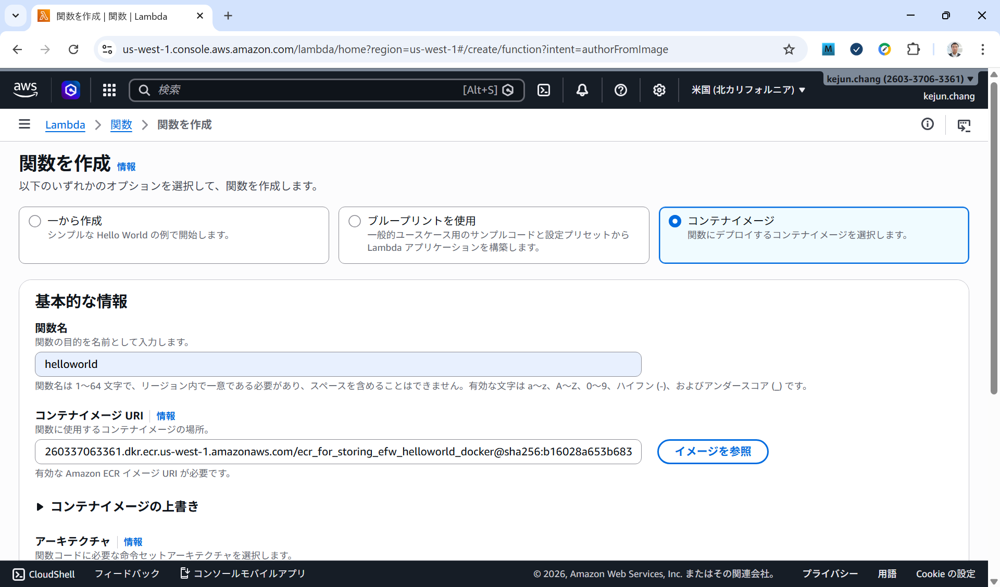 関数を作成 | 関数 | Lambda
us-west-1.console.aws.amazon.com/lambda/home?region=us-west-1#/create/function?intent=authorFromImage
M
aws
検索
[Alt+S]
米国 (北カリフォルニア) ▼
kejun.chang (2603-3706-3361) ▼
kejun.chang
Lambda
関数
関数を作成
関数を作成 情報
以下のいずれかのオプションを選択して、関数を作成します。
一から作成
シンプルな Hello World の例で開始します。
ブループリントを使用
一般的ユースケース用のサンプルコードと設定プリセットから
Lambda アプリケーションを構築します。
コンテナイメージ
関数にデプロイするコンテナイメージを選択します。
基本的な情報
関数名
関数の目的を名前として入力します。
helloworld
関数名は 1～64 文字で、リージョン内で一意である必要があり、スペースを含めることはできません。有効な文字は a～z、A～Z、0～9、ハイフン (-)、およびアンダースコア (_) です。
コンテナイメージ URI 情報
関数に使用するコンテナイメージの場所。
260337063361.dkr.ecr.us-west-1.amazonaws.com/ecr_for_storing_efw_helloworld_docker@sha256:b16028a653b683
イメージを参照
有効な Amazon ECR イメージ URI が必要です。
コンテナイメージの上書き
アーキテクチャ 情報
関数コードに必要な命令セットアーキテクチャを選択します。
CloudShell
フィードバック
コンソールモバイルアプリ
© 2026, Amazon Web Services, Inc. またはその関連会社。
プライバシー
用語
Cookie の設定